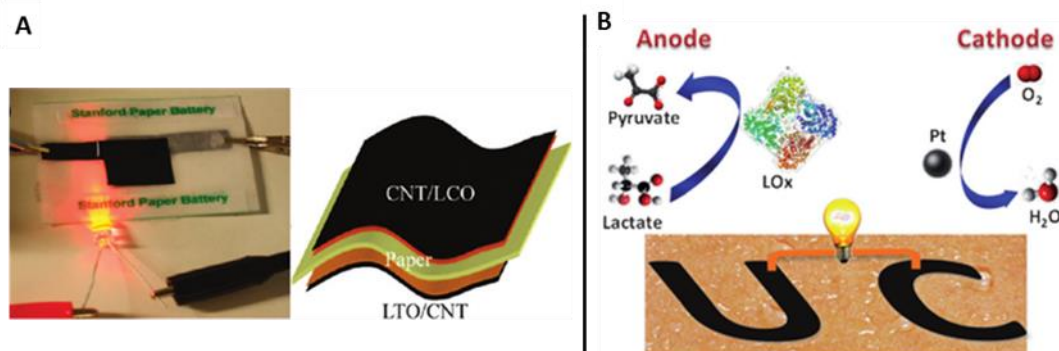 A
Stanford Paper Battery
Stanford Paper Battery
CNT/LCO
Paper
LTO/CNT
B
Anode
Cathode
Pyruvate
Lactate
LOx
Pt
O₂
H₂O
U C